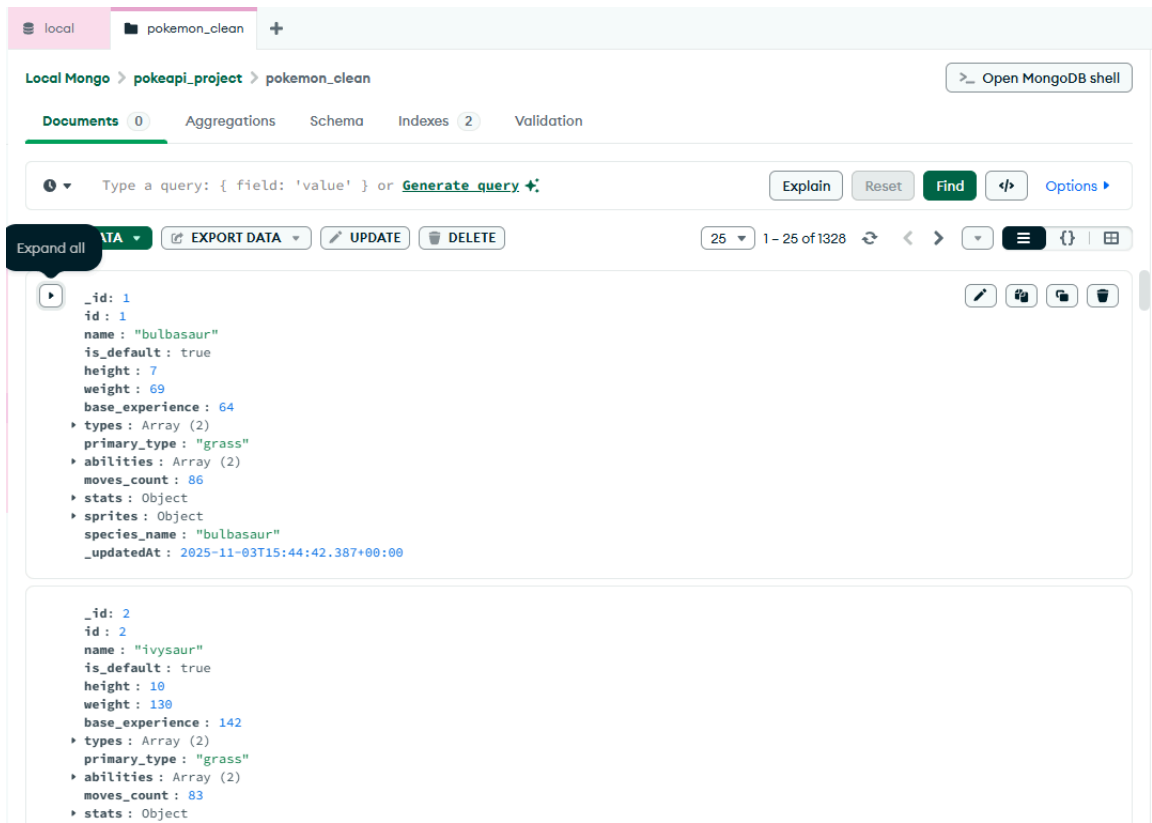 local pokemon_clean
Local Mongo > pokeapi_project > pokemon_clean >_ Open MongoDB shell
Documents 0 Aggregations Schema Indexes 2 Validation
Type a query: { field: 'value' } or Generate query Explain Reset Find </> Options
Expand all ATA EXPORT DATA UPDATE DELETE 25 1 – 25 of 1328 {}
_id: 1
id : 1
name : "bulbasaur"
is_default : true
height : 7
weight : 69
base_experience : 64
types : Array (2)
primary_type : "grass"
abilities : Array (2)
moves_count : 86
stats : Object
sprites : Object
species_name : "bulbasaur"
_updatedAt : 2025-11-03T15:44:42.387+00:00
_id: 2
id : 2
name : "ivysaur"
is_default : true
height : 10
weight : 130
base_experience : 142
types : Array (2)
primary_type : "grass"
abilities : Array (2)
moves_count : 83
stats : Object